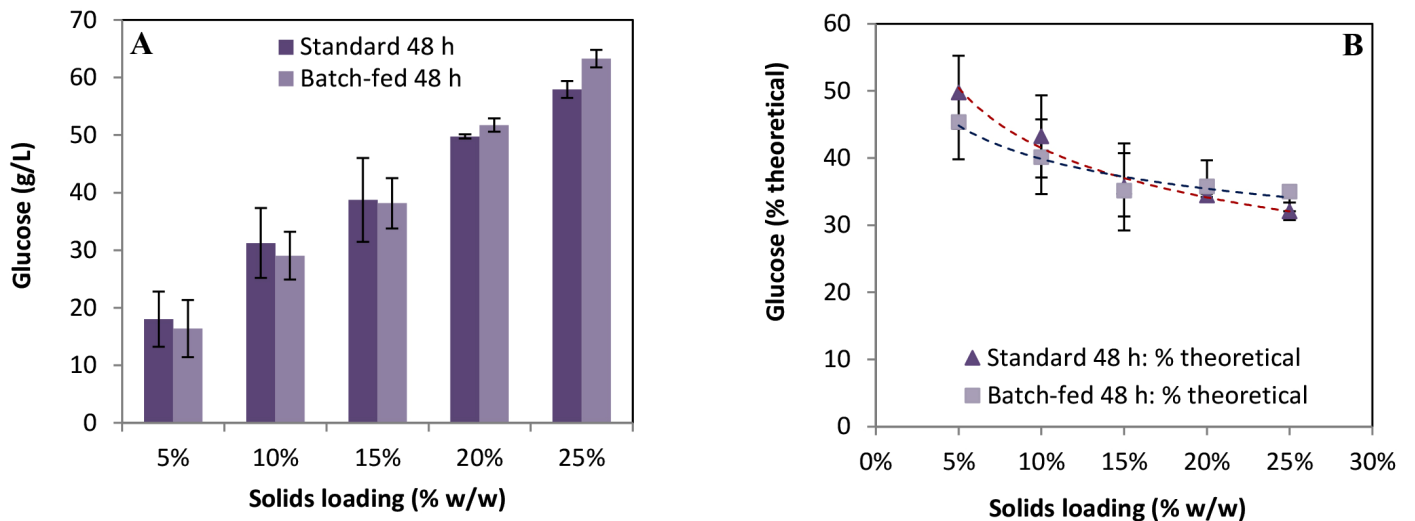 A
Standard 48 h
Batch-fed 48 h
Glucose (g/L)
70
60
50
40
30
20
10
0
5%
10%
15%
20%
25%
Solids loading (% w/w)
B
Glucose (% theoretical)
60
50
40
30
20
10
0
Standard 48 h: % theoretical
Batch-fed 48 h: % theoretical
0%
5%
10%
15%
20%
25%
30%
Solids loading (% w/w)